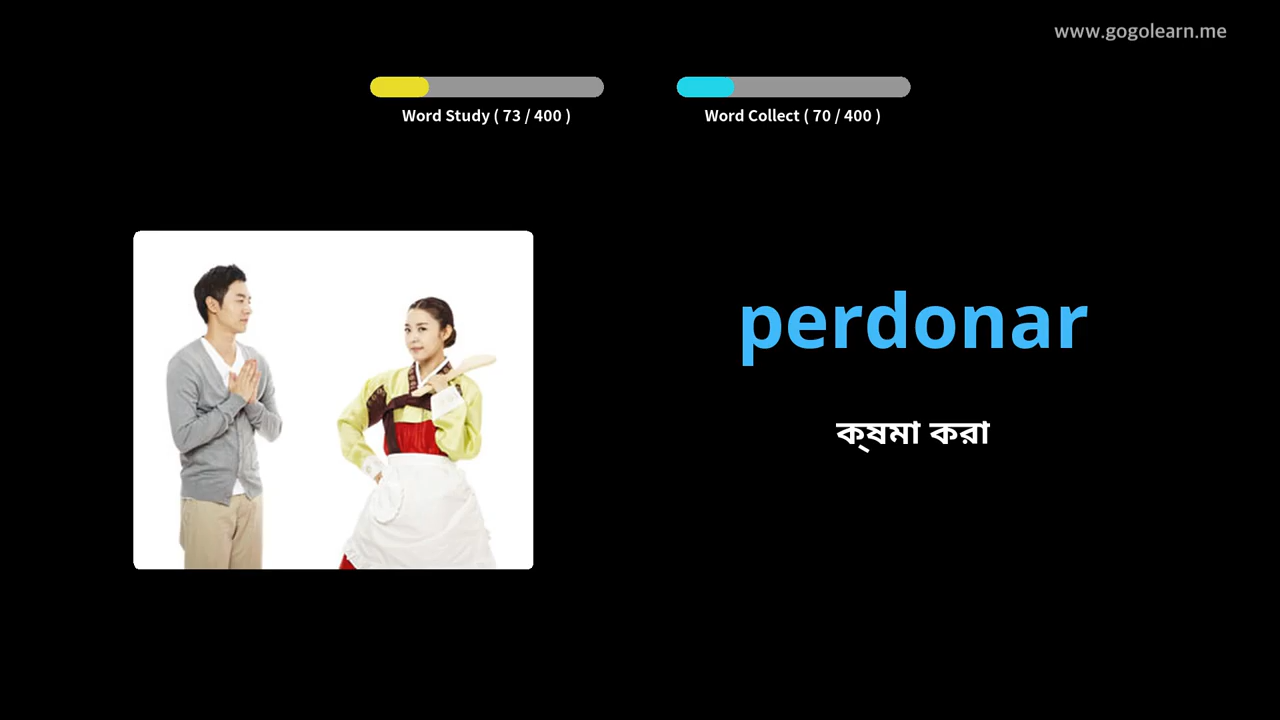 www.gogolearn.me
Word Study ( 73 / 400 )
Word Collect ( 70 / 400 )
perdonar
ক্ষমা করা